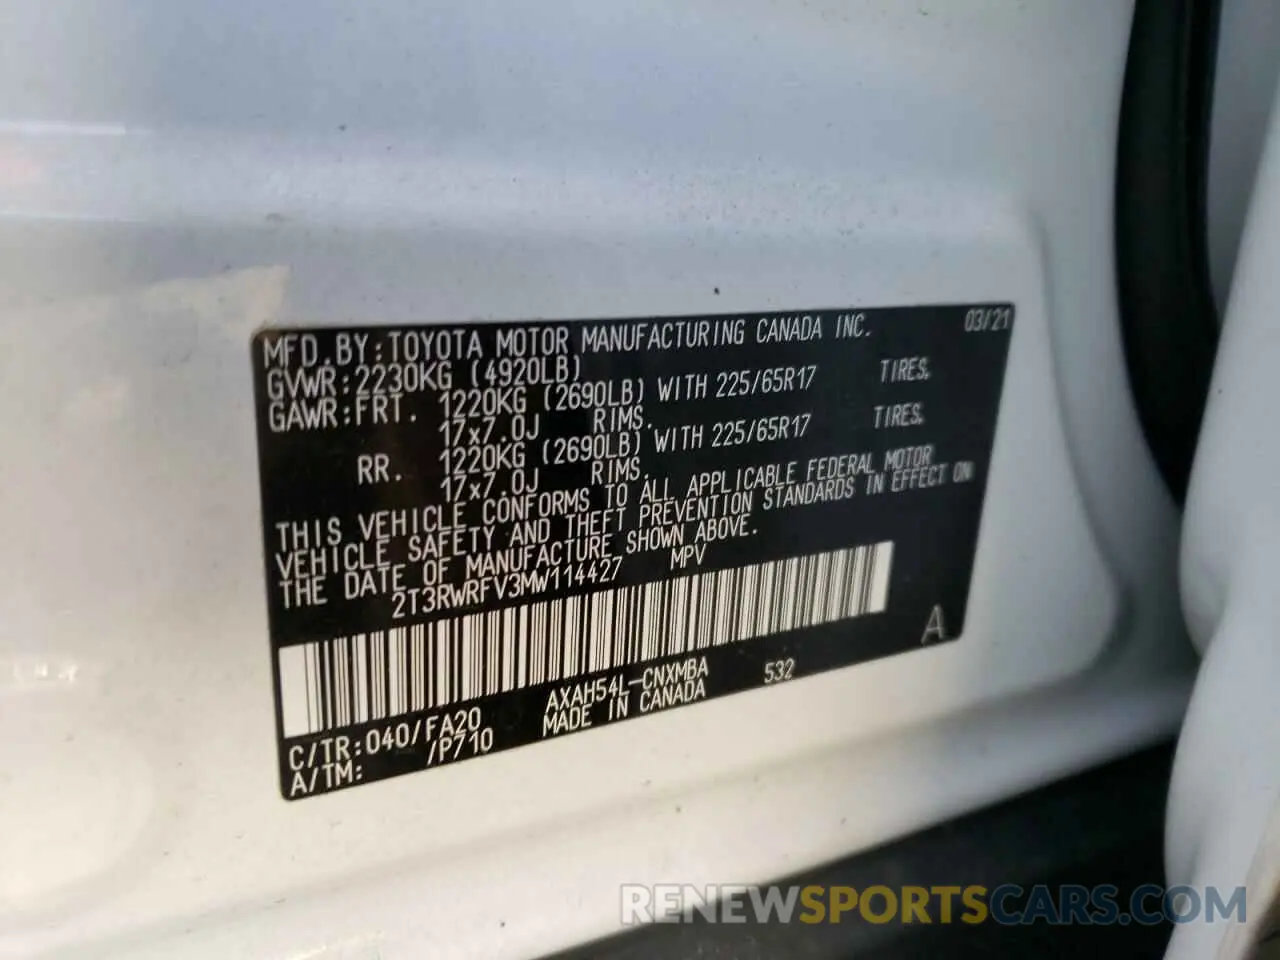 MFD.BY:TOYOTA MOTOR MANUFACTURING CANADA INC. 03/21
GVWR:2230KG (4920LB)
GAWR:FRT. 1220KG (2690LB) WITH 225/65R17 TIRES,
17x7.0J RIMS.
RR. 1220KG (2690LB) WITH 225/65R17 TIRES,
17x7.0J RIMS.
THIS VEHICLE CONFORMS TO ALL APPLICABLE FEDERAL MOTOR
VEHICLE SAFETY AND THEFT PREVENTION STANDARDS IN EFFECT ON
THE DATE OF MANUFACTURE SHOWN ABOVE.
2T3RWRFV3MW114427 MPV
A
C/TR:040/FA20 AXAH54L-CNXMBA 532
A/TM: /P710 MADE IN CANADA
RENEWSPORTSCARS.COM